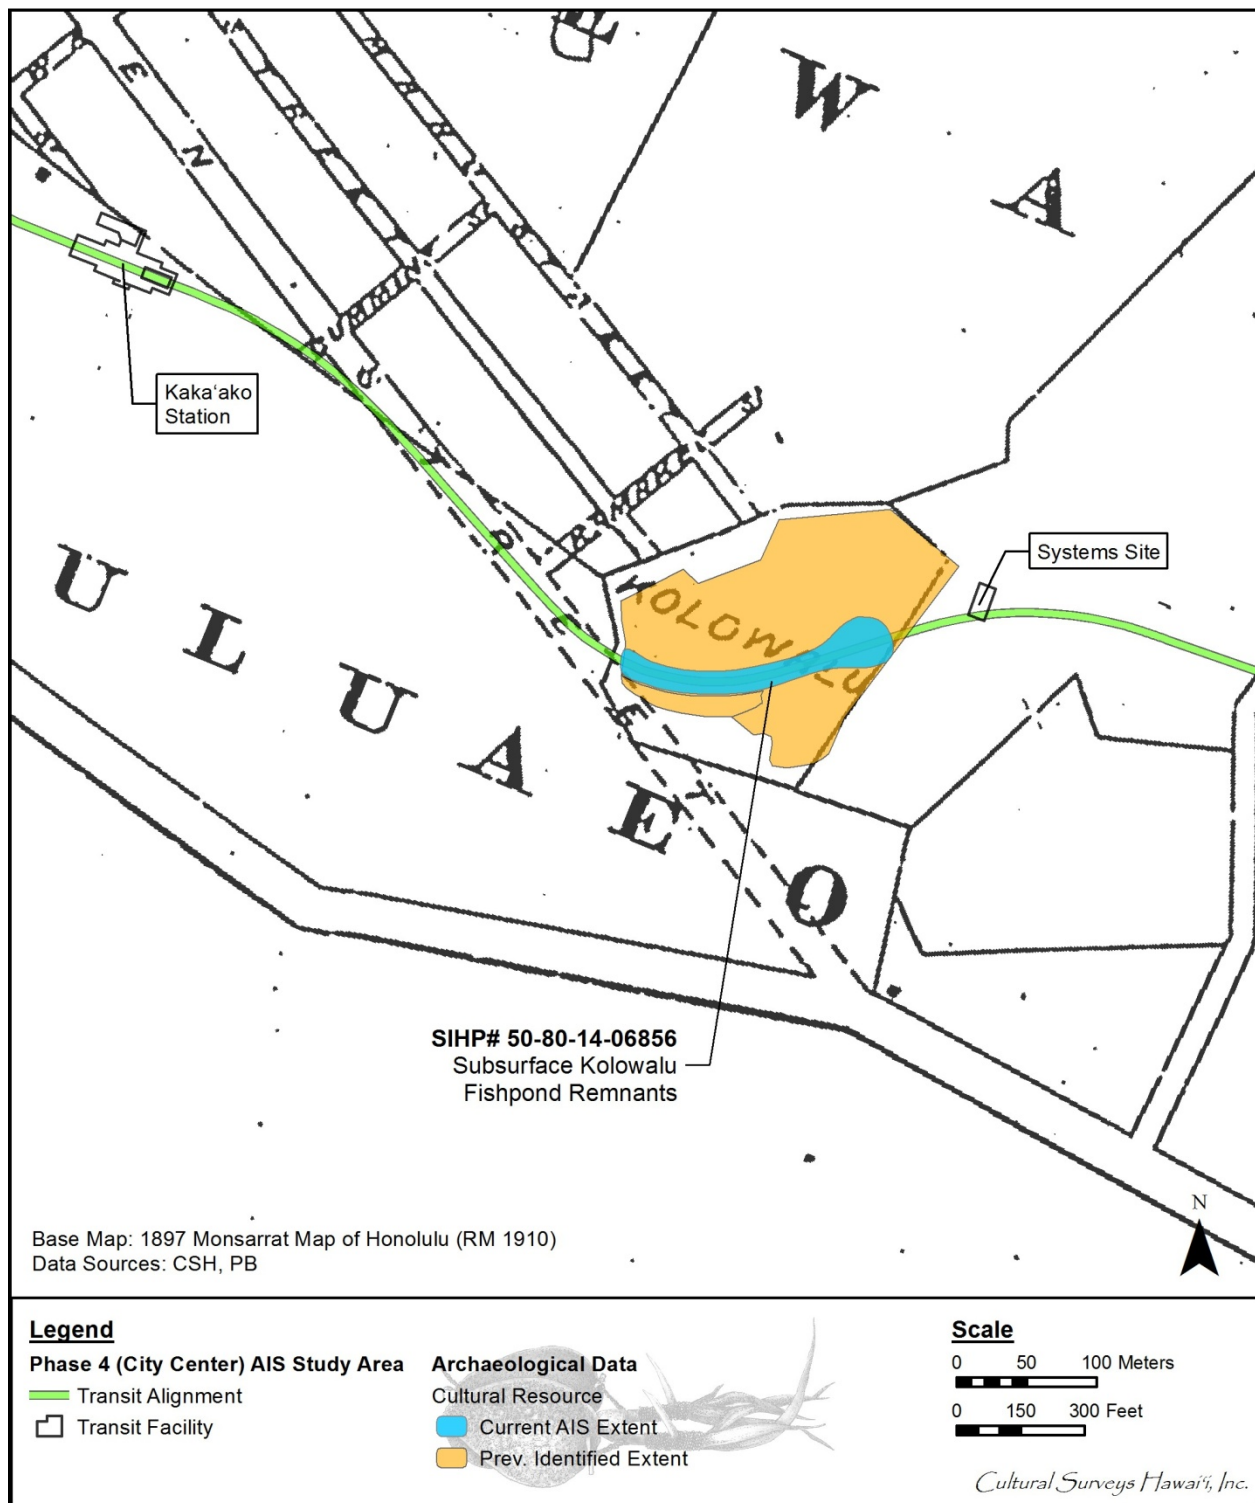 E W A
KOLOWALU
ULUAEO
Kaka‘ako
Station
Systems Site
SIHP# 50-80-14-06856
Subsurface Kolowalu
Fishpond Remnants
N
Base Map: 1897 Monsarrat Map of Honolulu (RM 1910)
Data Sources: CSH, PB
Legend
Phase 4 (City Center) AIS Study Area
Transit Alignment
Transit Facility
Archaeological Data
Cultural Resource
Current AIS Extent
Prev. Identified Extent
Scale
0 50 100 Meters
0 150 300 Feet
Cultural Surveys Hawai‘i, Inc.